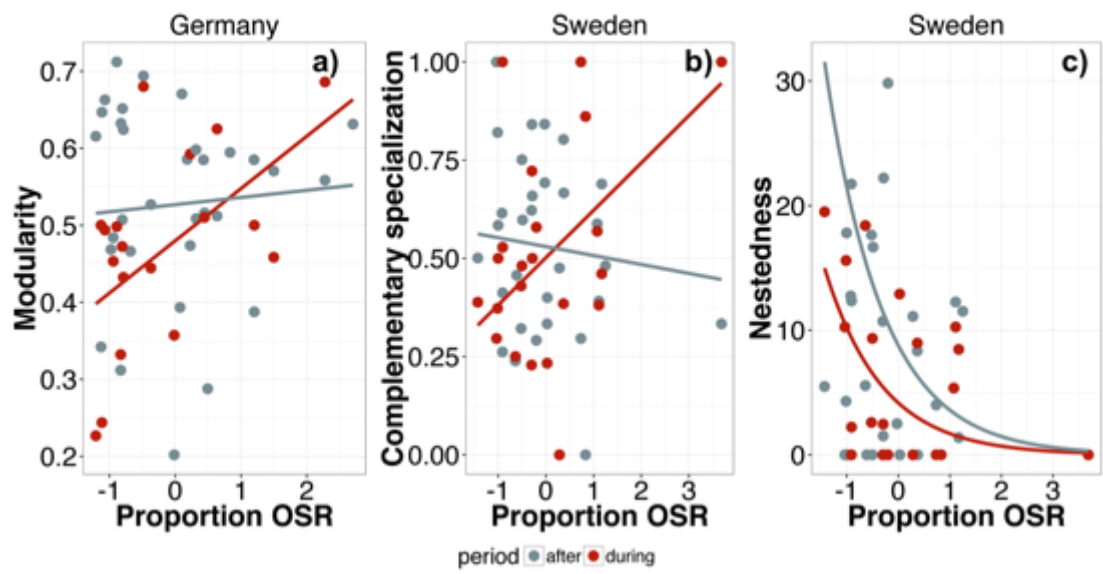 Germany
Sweden
Sweden
a)
b)
c)
Modularity
0.7
0.6
0.5
0.4
0.3
0.2
-1 0 1 2
Proportion OSR
Complementary specialization
1.00
0.75
0.50
0.25
0.00
-1 0 1 2 3
Proportion OSR
Nestedness
30
20
10
0
-1 0 1 2 3
Proportion OSR
period after during